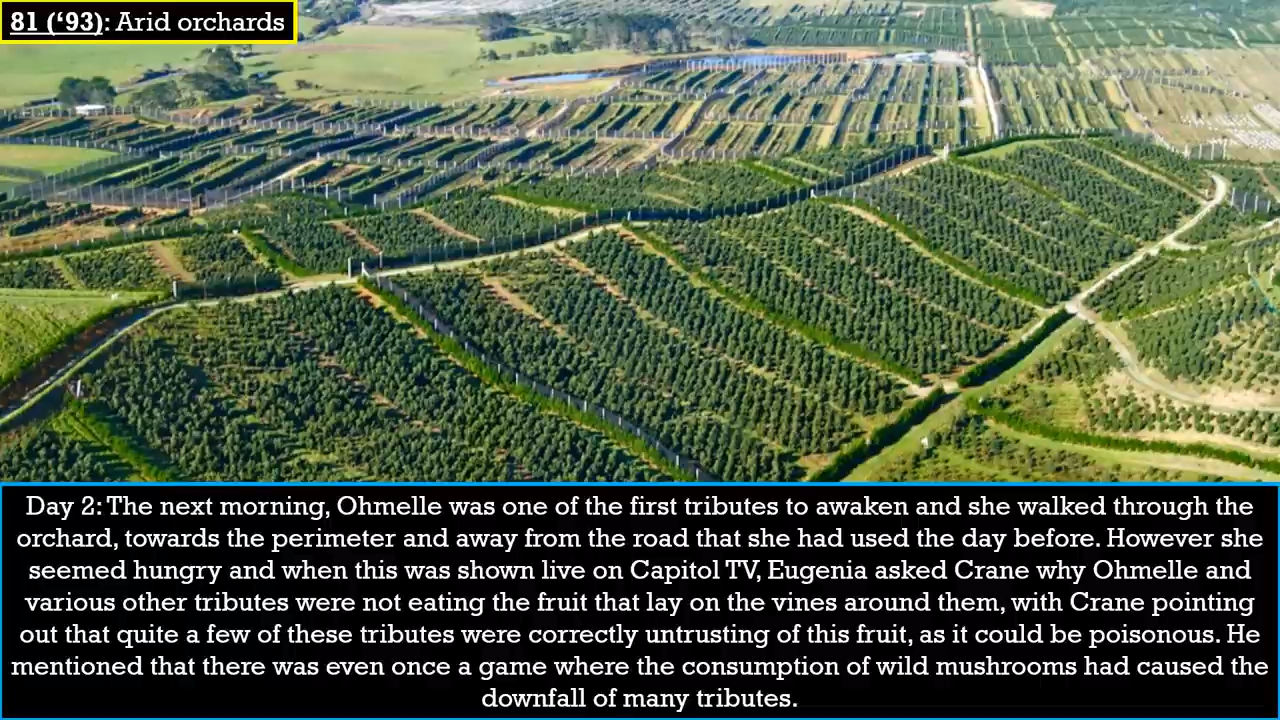 81 (‘93): Arid orchards
Day 2: The next morning, Ohmelle was one of the first tributes to awaken and she walked through the
orchard, towards the perimeter and away from the road that she had used the day before. However she
seemed hungry and when this was shown live on Capitol TV, Eugenia asked Crane why Ohmelle and
various other tributes were not eating the fruit that lay on the vines around them, with Crane pointing
out that quite a few of these tributes were correctly untrusting of this fruit, as it could be poisonous. He
mentioned that there was even once a game where the consumption of wild mushrooms had caused the
downfall of many tributes.